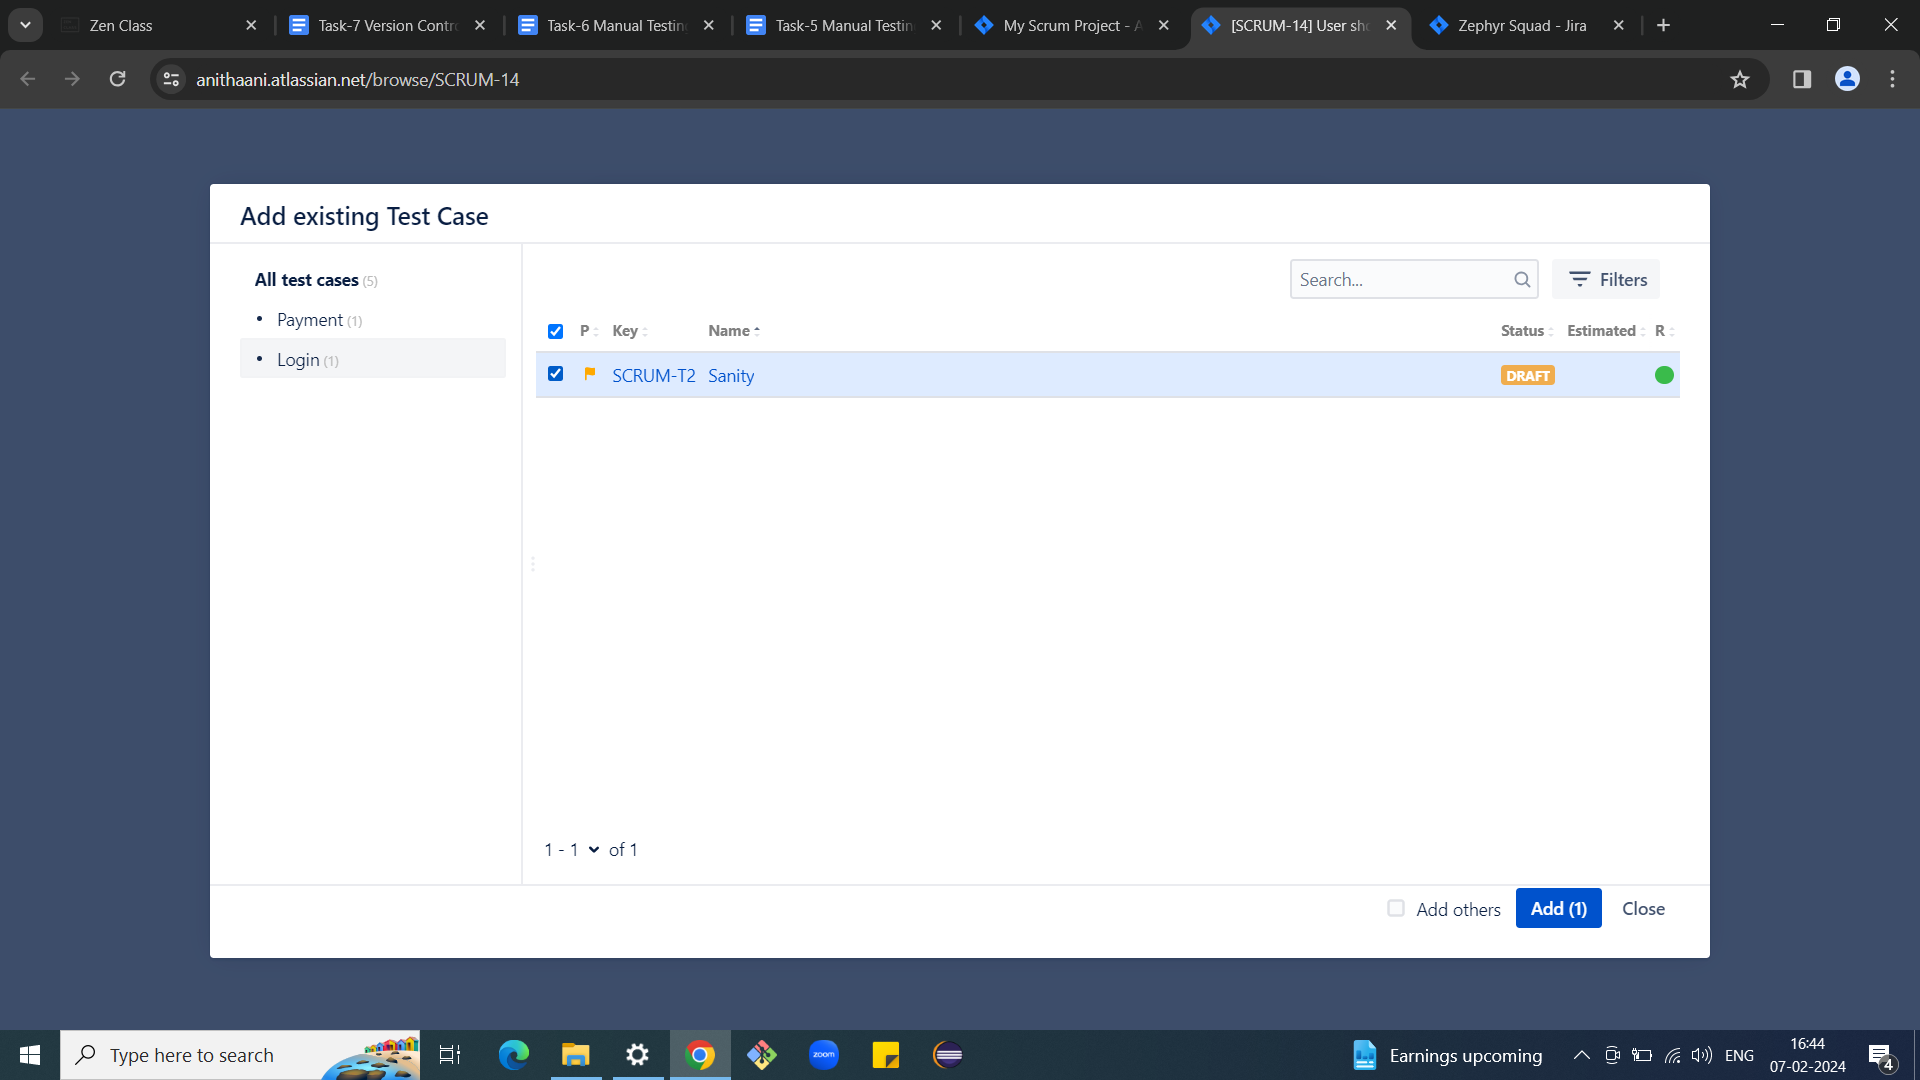 Zen Class
Task-7 Version Contro
Task-6 Manual Testing
Task-5 Manual Testin
My Scrum Project - A
[SCRUM-14] User sho
Zephyr Squad - Jira
anithaani.atlassian.net/browse/SCRUM-14
Add existing Test Case
All test cases (5)
• Payment (1)
• Login (1)
Search...
Filters
P Key Name Status Estimated R
SCRUM-T2 Sanity DRAFT
1 - 1 of 1
Add others Add (1) Close
Type here to search
zoom
Earnings upcoming
ENG
16:44
07-02-2024
4